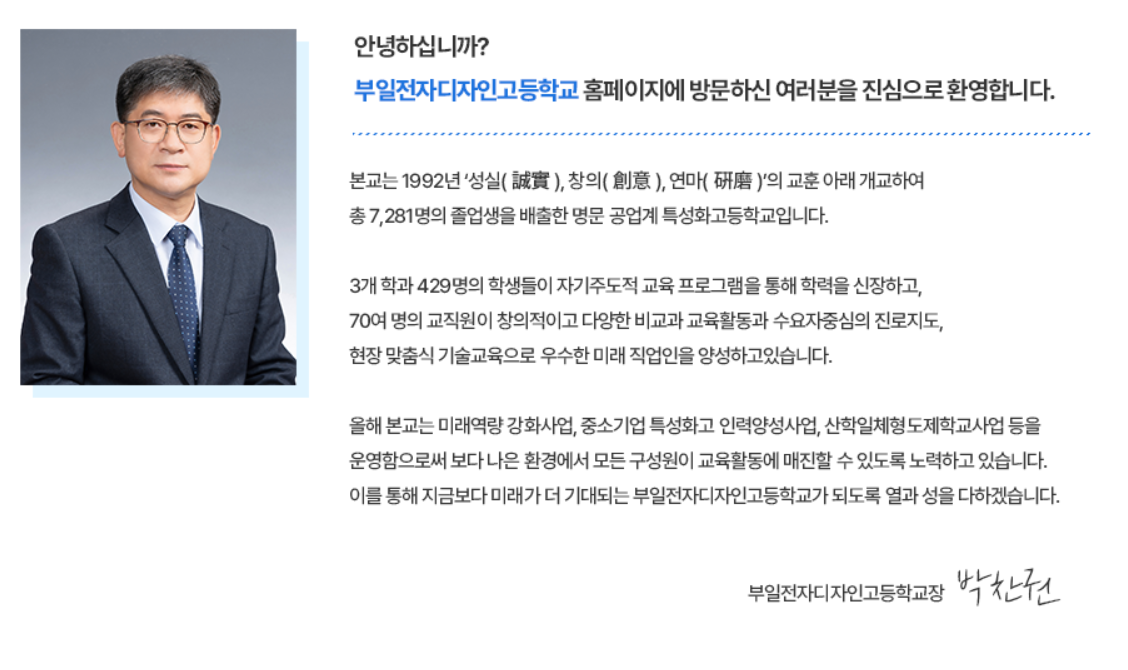 안녕하십니까?
부일전자디자인고등학교 홈페이지에 방문하신 여러분을 진심으로 환영합니다.
본교는 1992년 ‘성실( 誠實 ), 창의( 創意 ), 연마( 硏磨 )’의 교훈 아래 개교하여
총 7,281명의 졸업생을 배출한 명문 공업계 특성화고등학교입니다.
3개 학과 429명의 학생들이 자기주도적 교육 프로그램을 통해 학력을 신장하고,
70여 명의 교직원이 창의적이고 다양한 비교과 교육활동과 수요자중심의 진로지도,
현장 맞춤식 기술교육으로 우수한 미래 직업인을 양성하고있습니다.
올해 본교는 미래역량 강화사업, 중소기업 특성화고 인력양성사업, 산학일체형도제학교사업 등을
운영함으로써 보다 나은 환경에서 모든 구성원이 교육활동에 매진할 수 있도록 노력하고 있습니다.
이를 통해 지금보다 미래가 더 기대되는 부일전자디자인고등학교가 되도록 열과 성을 다하겠습니다.
부일전자디자인고등학교장 박찬권